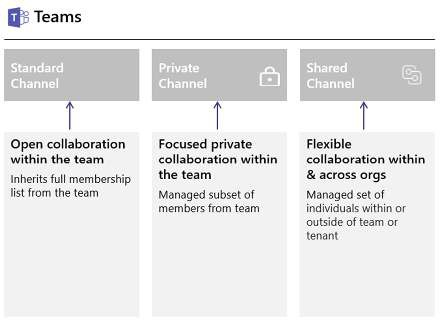 Teams
Standard
Channel
Private
Channel
Shared
Channel
Open collaboration
within the team
Inherits full membership
list from the team
Focused private
collaboration within
the team
Managed subset of
members from team
Flexible
collaboration within
& across orgs
Managed set of
individuals within or
outside of team or
tenant